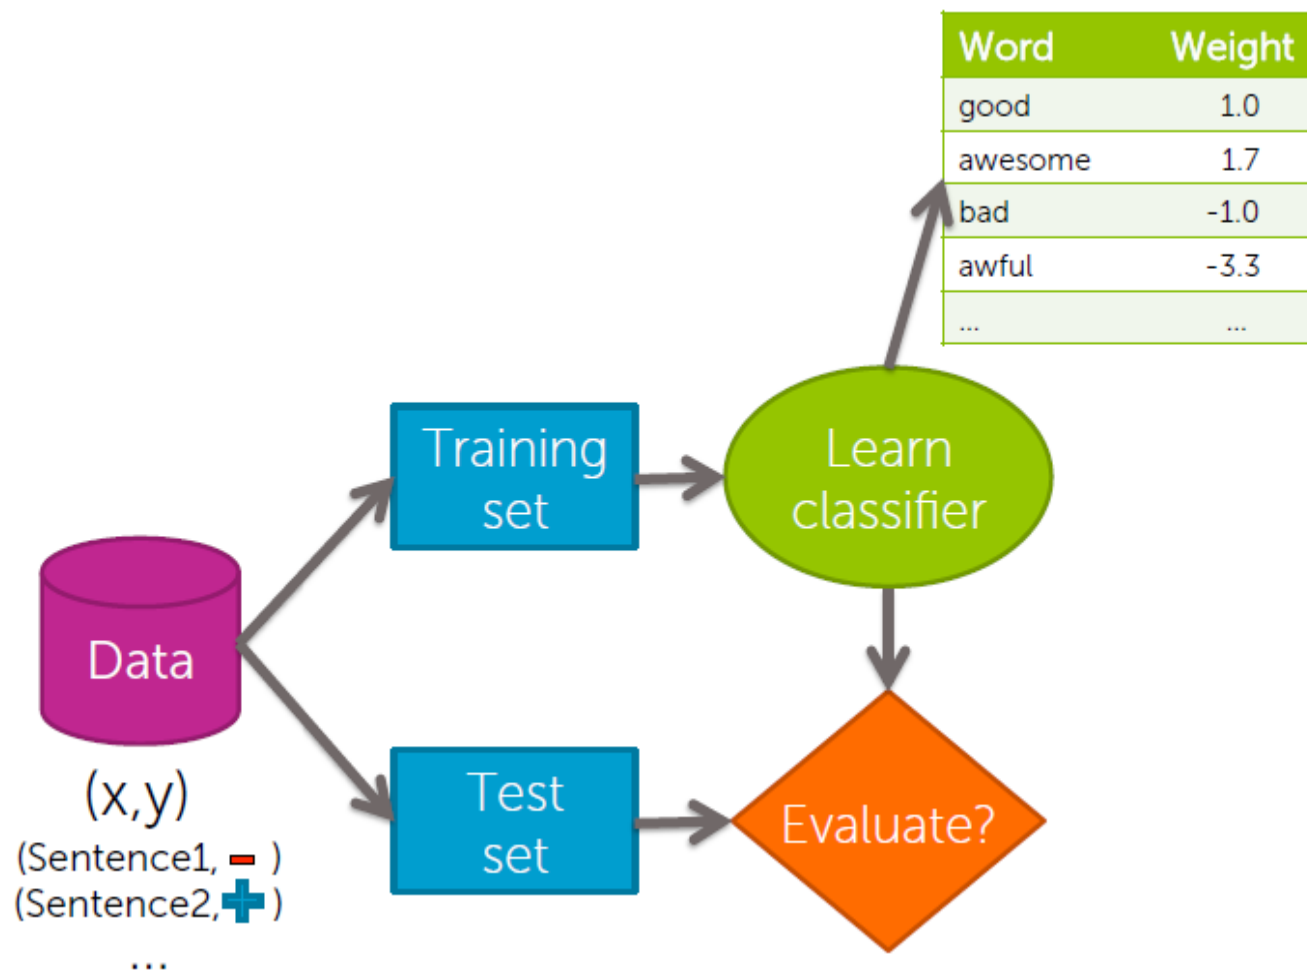 Word Weight
good 1.0
awesome 1.7
bad -1.0
awful -3.3
... ...
Training
set
Learn
classifier
Data
(x,y)
(Sentence1, - )
(Sentence2, + )
...
Test
set
Evaluate?